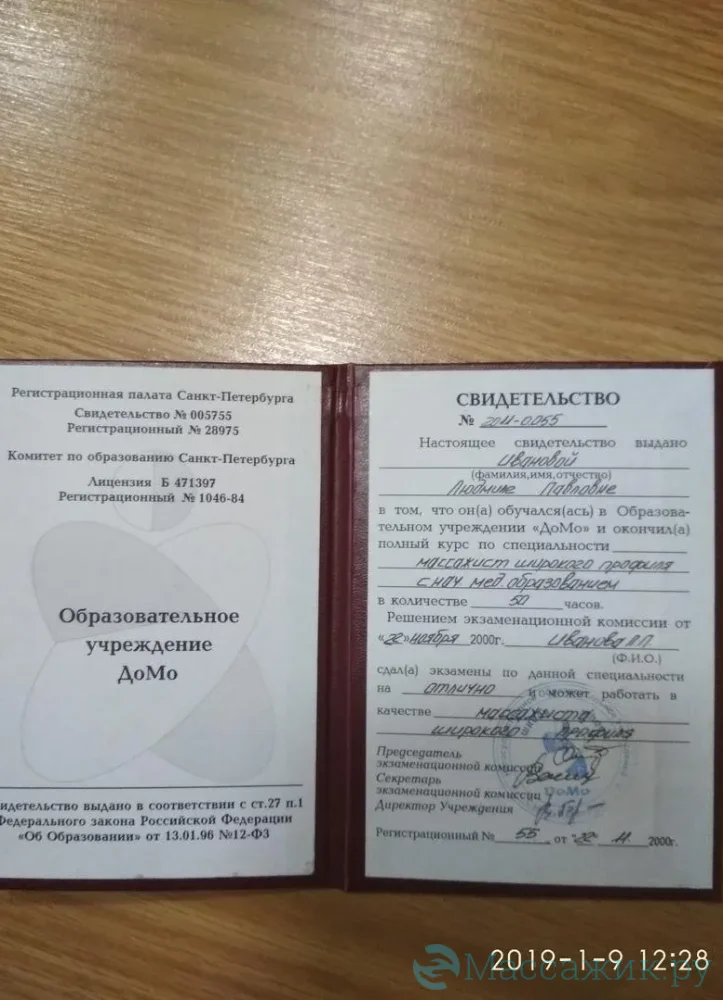 Регистрационная палата Санкт-Петербурга
Свидетельство № 005755
Регистрационный № 28975
Комитет по образованию Санкт-Петербурга
Лицензия Б 471397
Регистрационный № 1046-84
Образовательное
учреждение
ДоМо
видетельство выдано в соответствии с ст.27 п.1
Федерального закона Российской Федерации
«Об Образовании» от 13.01.96 №12-ФЗ
СВИДЕТЕЛЬСТВО
№ 2011-0055
Настоящее свидетельство выдано
Ивановой
(фамилия,имя,отчество)
Людмиле Павловне
в том, что он(а) обучался(ась) в Образова-
тельном учреждении «ДоМо» и окончил(а)
полный курс по специальности
массажист широкого профиля
с нач мед. образованием
в количестве 50 часов.
Решением экзаменационной комиссии от
«22» ноября 2000г. Иванова Л.П.
(Ф.И.О.)
сдал(а) экзамены по данной специальности
на отлично и может работать в
качестве массажиста
широкого профиля
Председатель
экзаменационной комиссии
Секретарь
экзаменационной комиссии
Директор Учреждения
ДоМо
Регистрационный № 55 от "22" 11 2000г.
2019-1-9 12:28
Массажик.ру